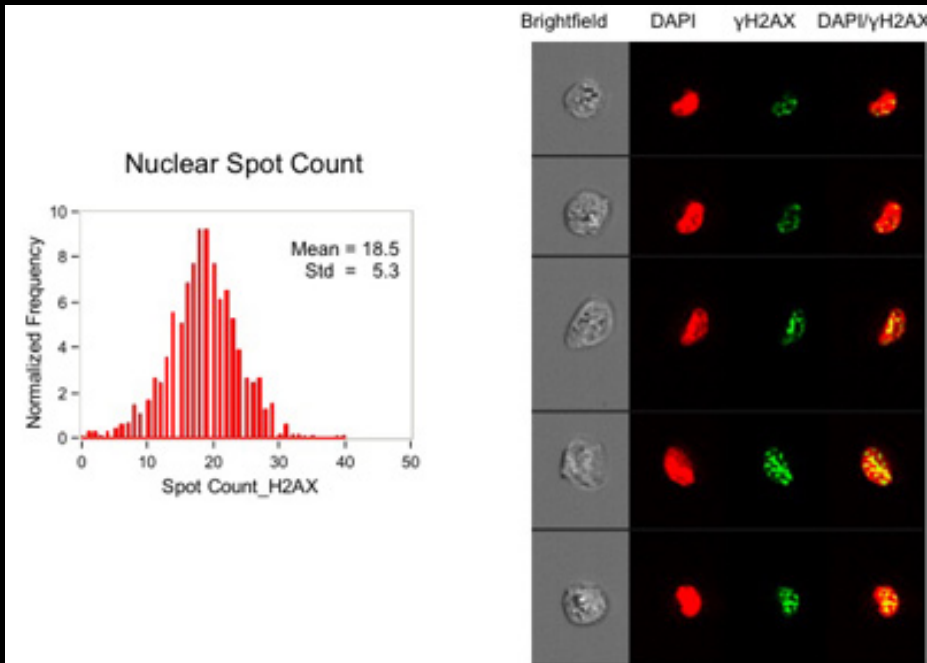 Brightfield DAPI γH2AX DAPI/γH2AX
Nuclear Spot Count
Mean = 18.5
Std = 5.3
Normalized Frequency
10
8
6
4
2
0
0 10 20 30 40 50
Spot Count_H2AX